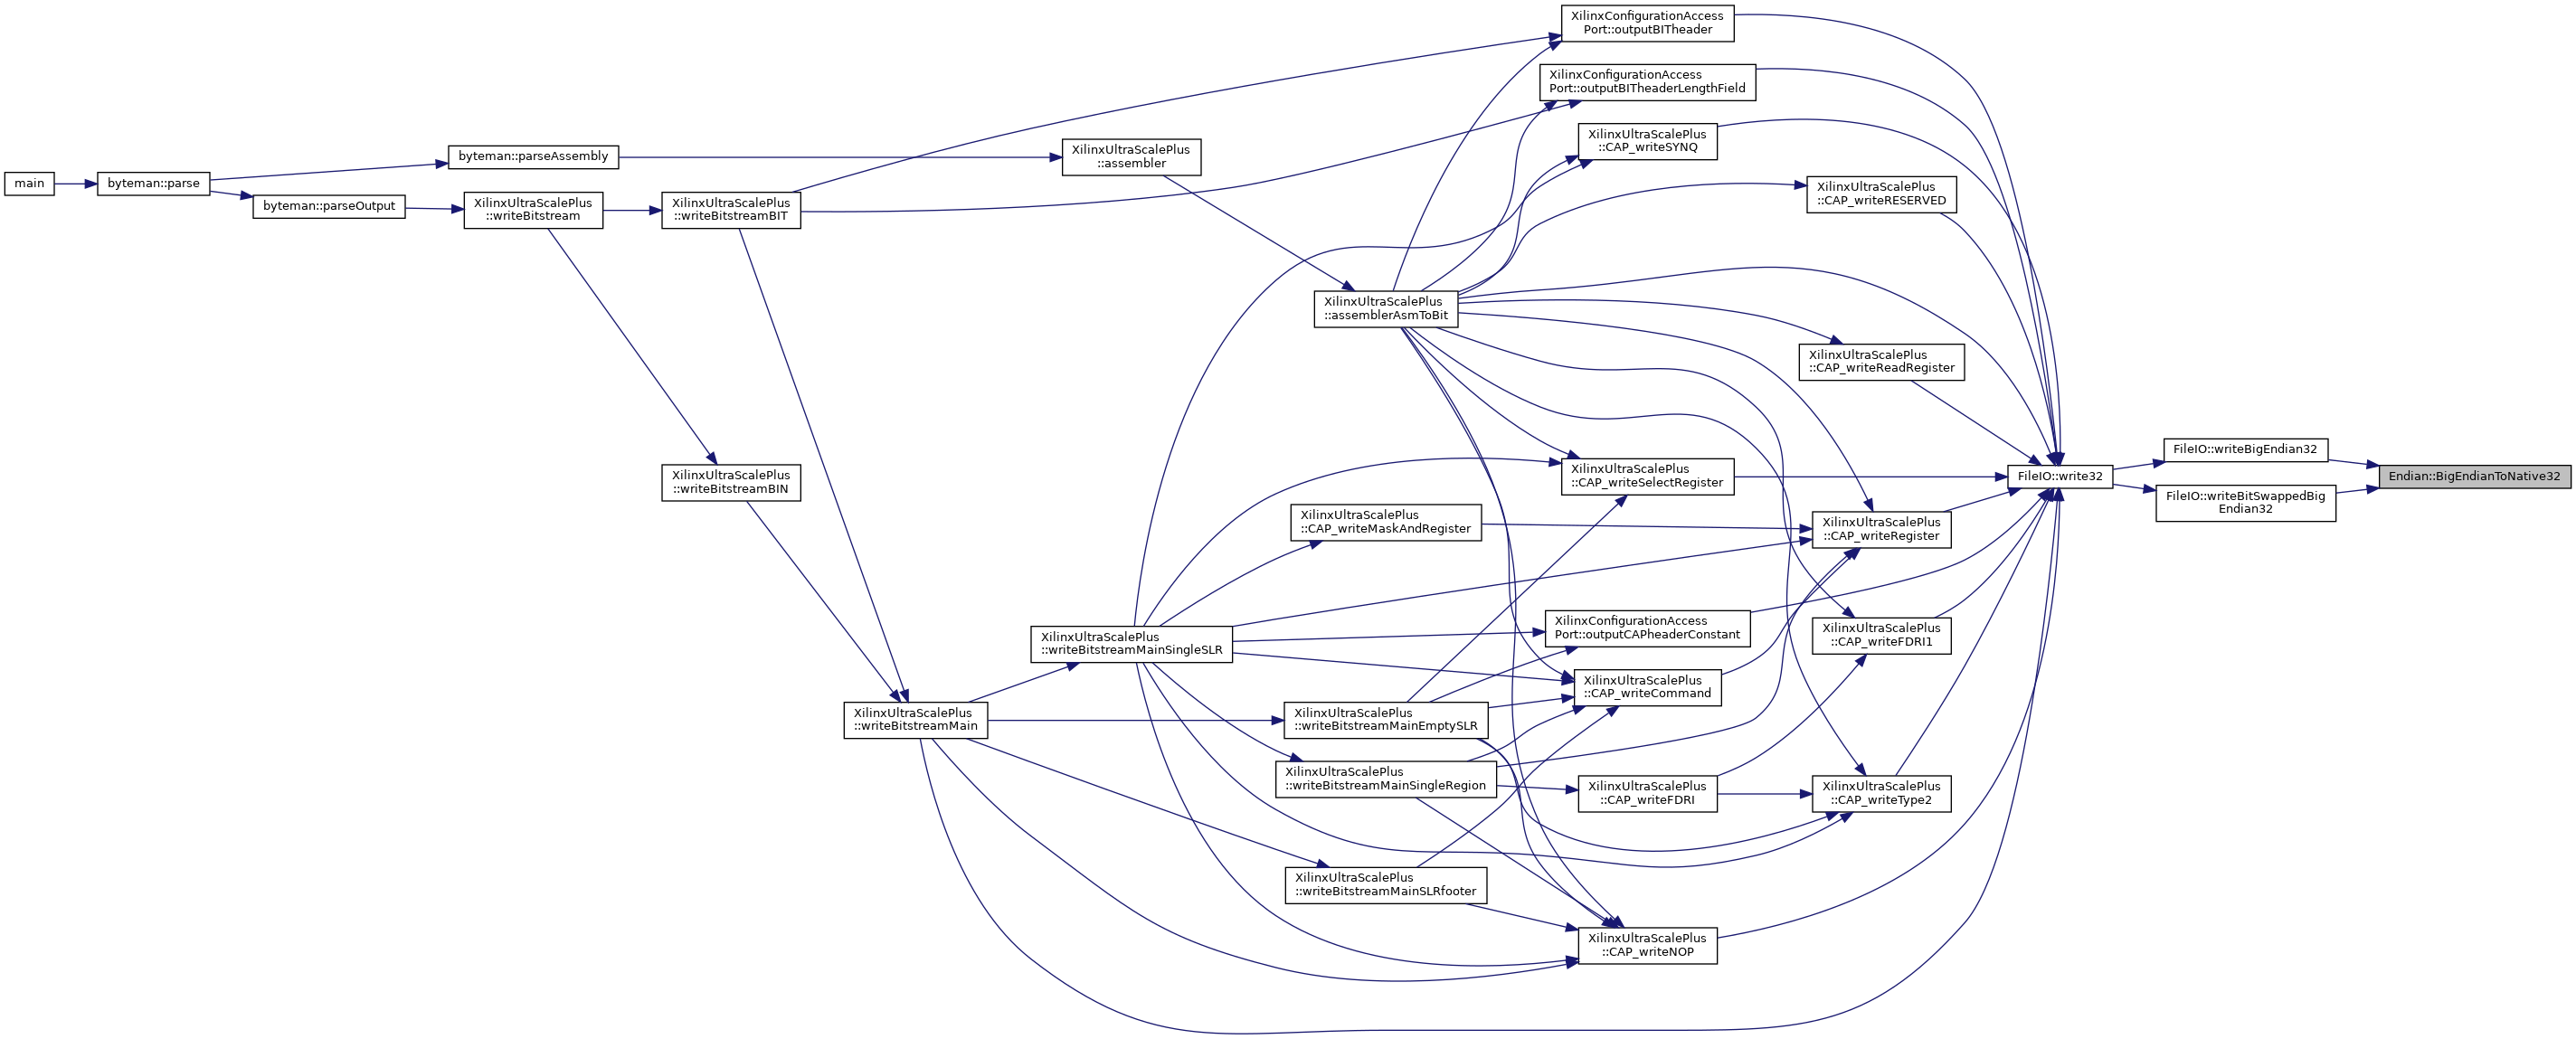 XilinxConfigurationAccess
Port::outputBITheader
XilinxConfigurationAccess
Port::outputBITheaderLengthField
XilinxUltraScalePlus
::CAP_writeSYNQ
byteman::parseAssembly
XilinxUltraScalePlus
::assembler
main
byteman::parse
byteman::parseOutput
XilinxUltraScalePlus
::writeBitstream
XilinxUltraScalePlus
::writeBitstreamBIT
XilinxUltraScalePlus
::CAP_writeRESERVED
XilinxUltraScalePlus
::assemblerAsmToBit
XilinxUltraScalePlus
::CAP_writeReadRegister
XilinxUltraScalePlus
::writeBitstreamBIN
XilinxUltraScalePlus
::CAP_writeSelectRegister
FileIO::write32
FileIO::writeBigEndian32
Endian::BigEndianToNative32
FileIO::writeBitSwappedBig
Endian32
XilinxUltraScalePlus
::CAP_writeMaskAndRegister
XilinxUltraScalePlus
::CAP_writeRegister
XilinxUltraScalePlus
::writeBitstreamMainSingleSLR
XilinxConfigurationAccess
Port::outputCAPheaderConstant
XilinxUltraScalePlus
::CAP_writeFDRI1
XilinxUltraScalePlus
::CAP_writeCommand
XilinxUltraScalePlus
::writeBitstreamMain
XilinxUltraScalePlus
::writeBitstreamMainEmptySLR
XilinxUltraScalePlus
::writeBitstreamMainSingleRegion
XilinxUltraScalePlus
::CAP_writeFDRI
XilinxUltraScalePlus
::CAP_writeType2
XilinxUltraScalePlus
::writeBitstreamMainSLRfooter
XilinxUltraScalePlus
::CAP_writeNOP